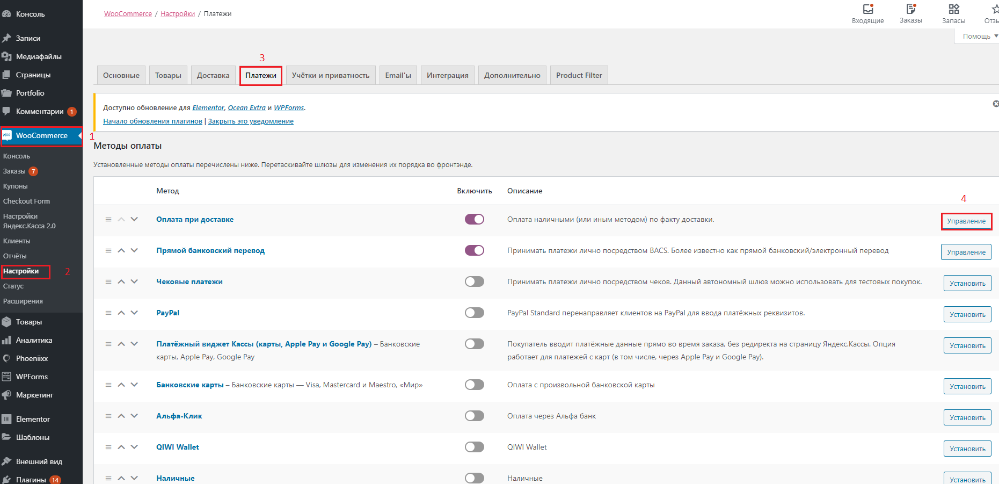 Консоль
Записи
Медиафайлы
Страницы
Portfolio
Комментарии 1
WooCommerce 1
Консоль
Заказы 7
Купоны
Checkout Form
Настройки
Яндекс.Касса 2.0
Клиенты
Отчёты
Настройки 2
Статус
Расширения
Товары
Аналитика
Phoeniixx
WPForms
Маркетинг
Elementor
Шаблоны
Внешний вид
Плагины 14
WooCommerce / Настройки / Платежи
Входящие Заказы Запасы Отзы
Помощь
3
Основные Товары Доставка Платежи Учётки и приватность Email'ы Интеграция Дополнительно Product Filter
Доступно обновление для Elementor, Ocean Extra и WPForms.
Начало обновления плагинов | Закрыть это уведомление
Методы оплаты
Установленные методы оплаты перечислены ниже. Перетаскивайте шлюзы для изменения их порядка во фронтэнде.
Метод Включить Описание
4
Оплата при доставке Оплата наличными (или иным методом) по факту доставки. Управление
Прямой банковский перевод Принимать платежи лично посредством BACS. Более известно как прямой банковский/электронный перевод Управление
Чековые платежи Принимать платежи лично посредством чеков. Данный автономный шлюз можно использовать для тестовых покупок. Установить
PayPal PayPal Standard перенаправляет клиентов на PayPal для ввода платёжных реквизитов. Установить
Платёжный виджет Кассы (карты, Apple Pay и Google Pay) – Банковские Покупатель вводит платёжные данные прямо во время заказа, без редиректа на страницу Яндекс.Кассы. Опция Установить
карты, Apple Pay, Google Pay работает для платежей с карт (в том числе, через Apple Pay и Google Pay).
Банковские карты – Банковские карты — Visa, Mastercard и Maestro, «Мир» Оплата с произвольной банковской карты Установить
Альфа-Клик Оплата через Альфа банк Установить
QIWI Wallet QIWI Wallet Установить
Наличные Наличные Установить